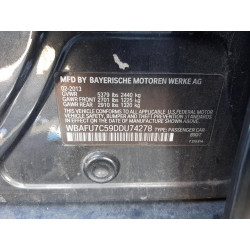 MFD BY BAYERISCHE MOTOREN WERKE AG
02-2013
GVWR 5379 lbs 2440 kg
GAWR FRONT 2701 lbs 1225 kg
GAWR REAR 2910 lbs 1320 kg
THIS VEHICLE CONFORMS TO ALL APPLICABLE
FEDERAL MOTOR VEHICLE
SAFETY, BUMPER, AND THEFT PREVENTION
STANDARDS IN EFFECT ON THE DATE OF
MANUFACTURE SHOWN ABOVE.
WBAFU7C59DDU74278 TYPE: PASSENGER CAR